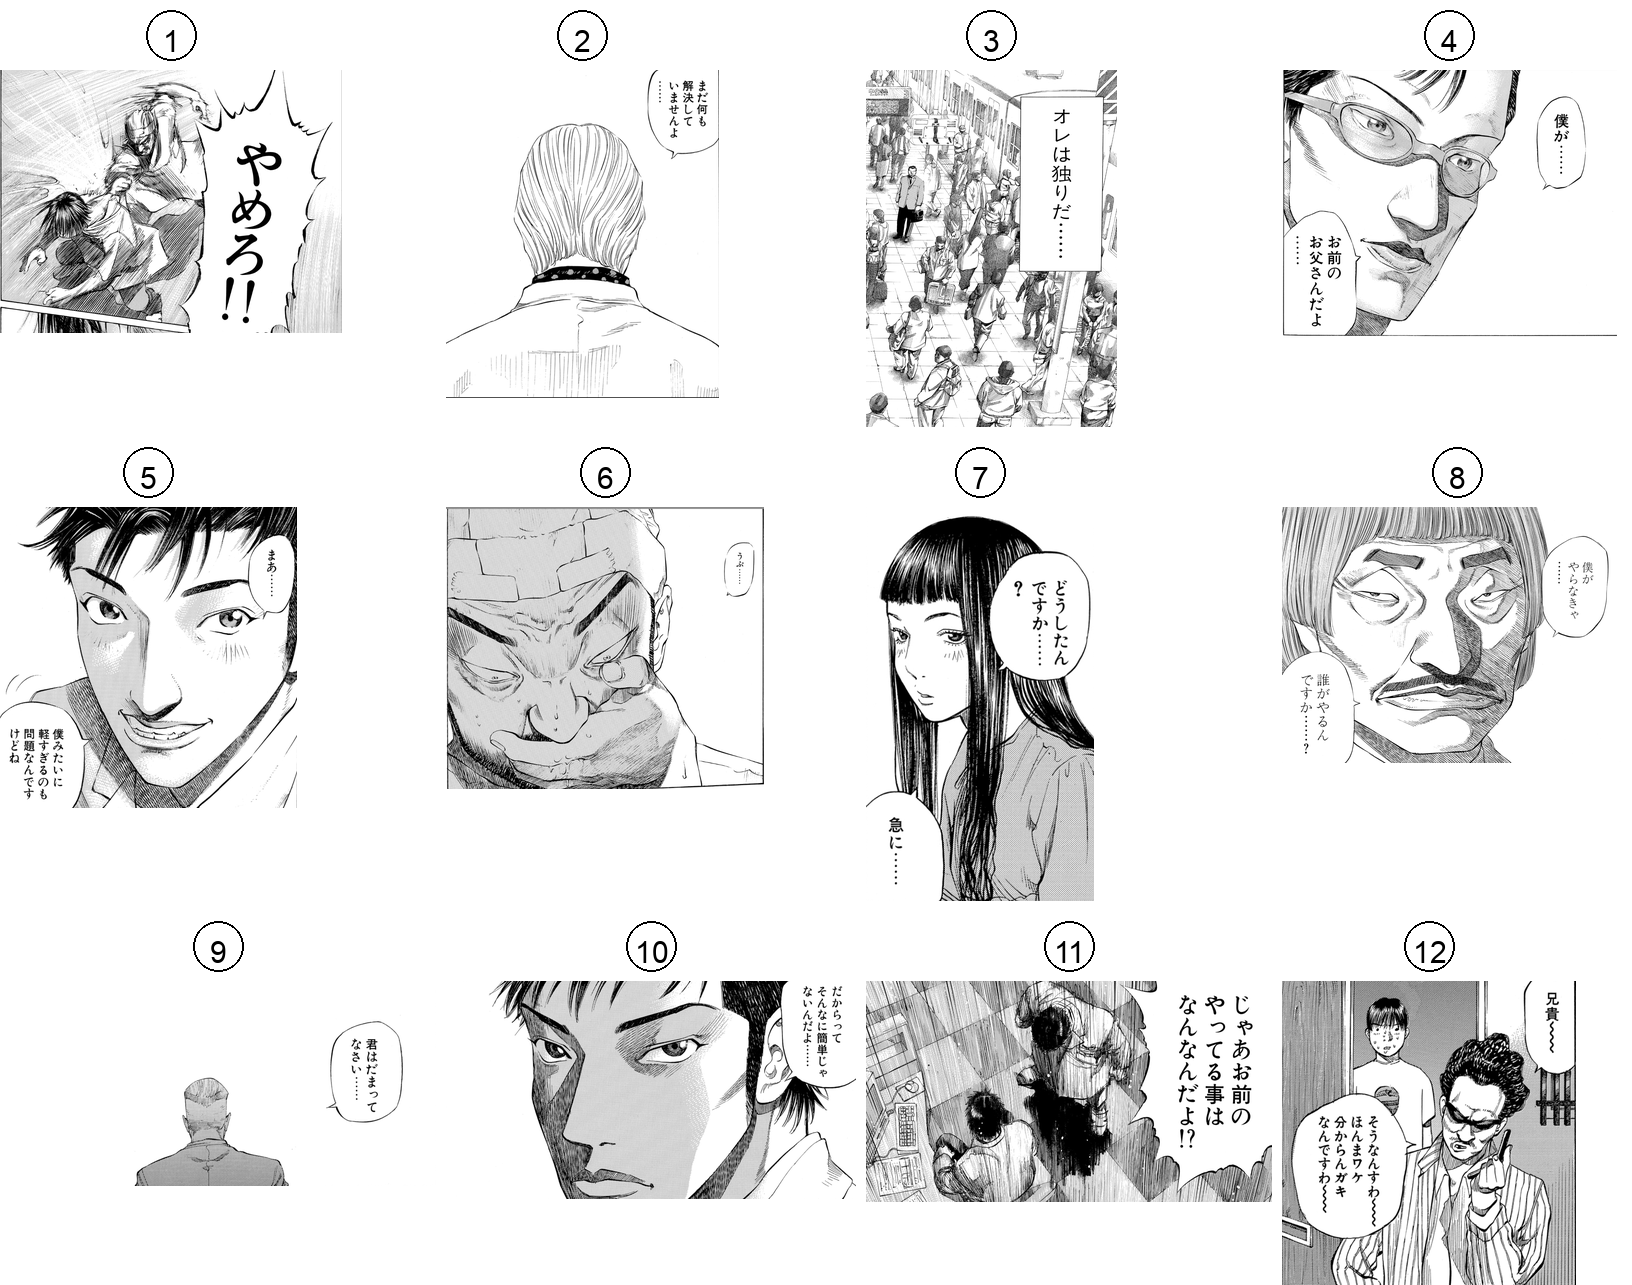 1
やめろ!!
2
まだ何も
解決して
いませんよ
……
3
オレは独りだ……
4
僕が……
お前の
お父さんだよ
……
5
まあ……
僕みたいに
軽すぎるのも
問題なんです
けどね
6
うぷ……
7
どうしたん
ですか……
?
急に……
8
僕が
やらなきゃ
……
誰がやるん
ですか……?
9
君はだまって
なさい……
10
だからって
そんなに簡単じゃ
ないんだよ……
11
じゃあお前の
やってる事は
なんなんだよ!?
12
兄貴〜〜〜
そうなんすわ〜〜
ほんまワケ
分からんガキ
なんですわ〜〜